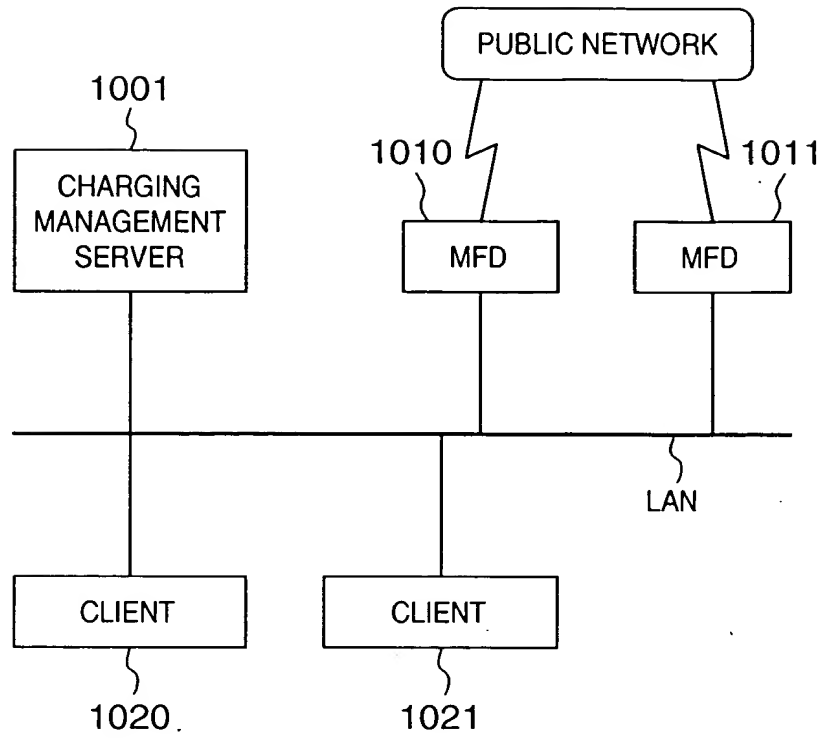 PUBLIC NETWORK
1001
1010
1011
CHARGING
MANAGEMENT
SERVER
MFD
MFD
LAN
CLIENT
CLIENT
1020
1021